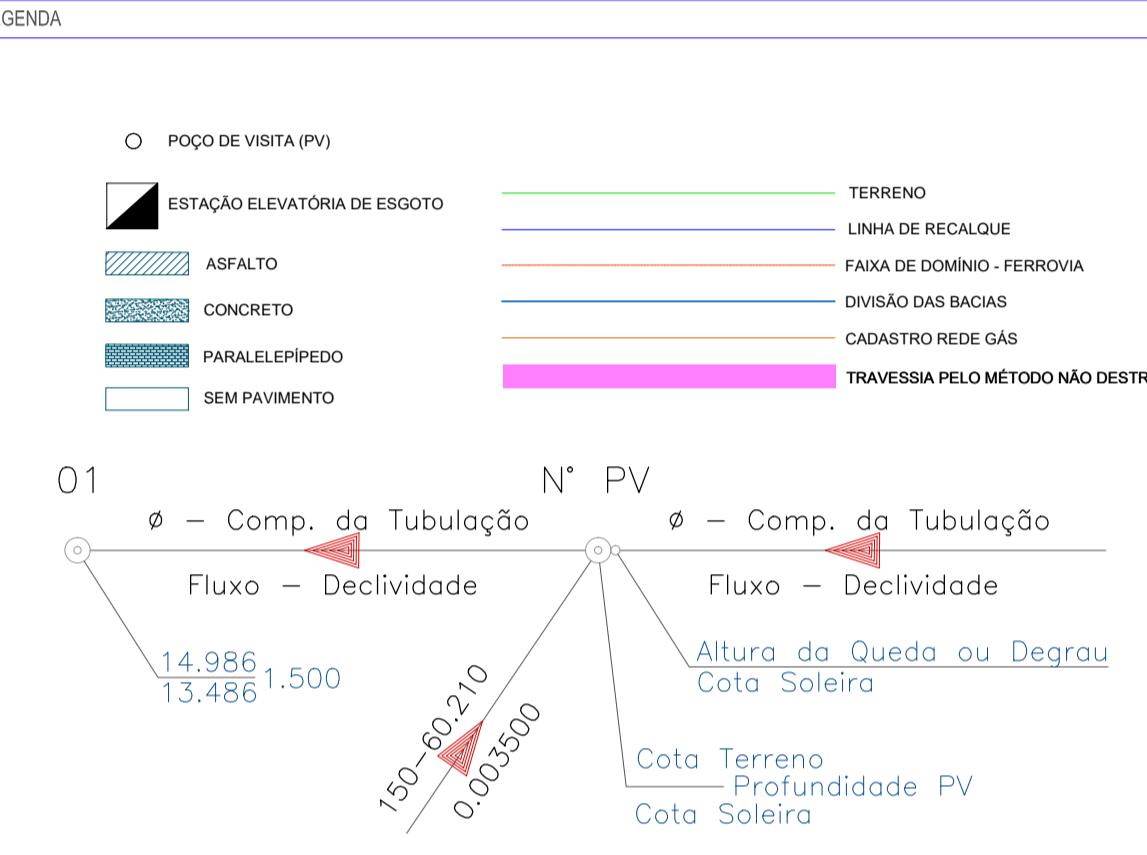 GENDA
POÇO DE VISITA (PV)
ESTAÇÃO ELEVATÓRIA DE ESGOTO
ASFALTO
CONCRETO
PARALELEPÍPEDO
SEM PAVIMENTO
TERRENO
LINHA DE RECALQUE
FAIXA DE DOMÍNIO - FERROVIA
DIVISÃO DAS BACIAS
CADASTRO REDE GÁS
TRAVESSIA PELO MÉTODO NÃO DESTR
01
N° PV
Ø – Comp. da Tubulação
Ø – Comp. da Tubulação
Fluxo – Declividade
Fluxo – Declividade
14.986
13.486
1.500
150–60.210
0.003500
Altura da Queda ou Degrau
Cota Soleira
Cota Terreno
Profundidade PV
Cota Soleira